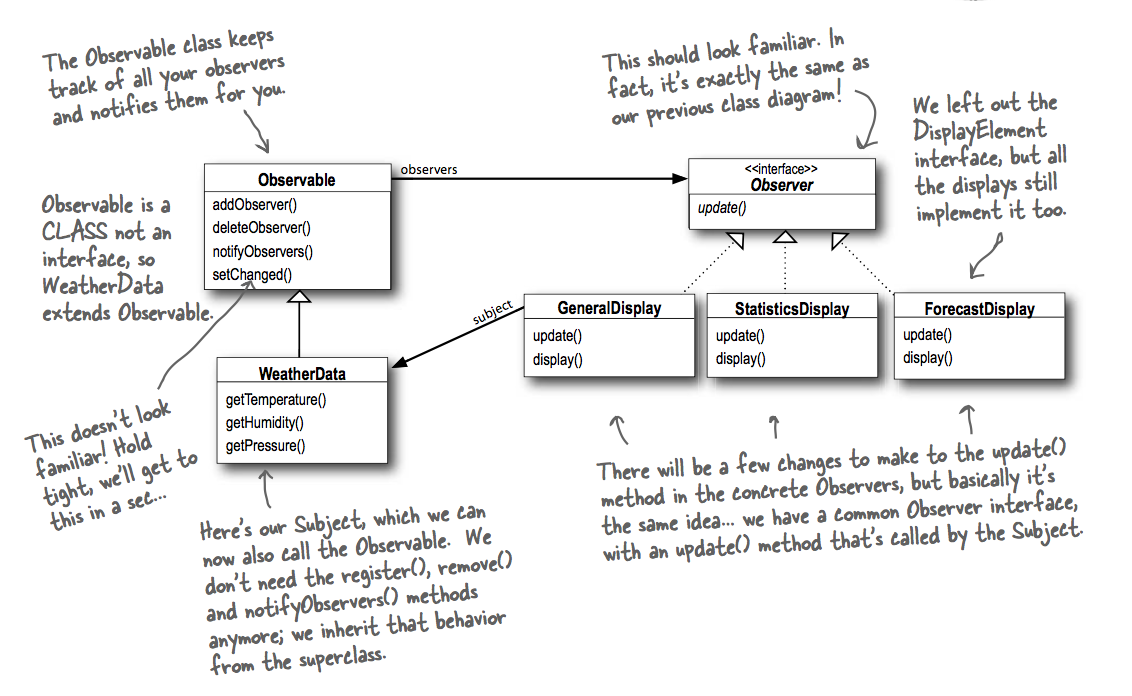 The Observable class keeps
track of all your observers
and notifies them for you.
This should look familiar. In
fact, it's exactly the same as
our previous class diagram!
We left out the
DisplayElement
interface, but all
the displays still
implement it too.
Observable is a
CLASS not an
interface, so
WeatherData
extends Observable.
Observable
addObserver()
deleteObserver()
notifyObservers()
setChanged()
observers
<<interface>>
Observer
update()
subject
GeneralDisplay
update()
display()
StatisticsDisplay
update()
display()
ForecastDisplay
update()
display()
WeatherData
getTemperature()
getHumidity()
getPressure()
This doesn't look
familiar! Hold
tight, we'll get to
this in a sec...
Here's our Subject, which we can
now also call the Observable. We
don't need the register(), remove()
and notifyObservers() methods
anymore; we inherit that behavior
from the superclass.
There will be a few changes to make to the update()
method in the concrete Observers, but basically it's
the same idea... we have a common Observer interface,
with an update() method that's called by the Subject.